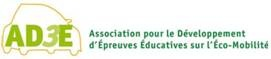 AD3E
Association pour le Développement
d'Épreuves Éducatives sur l'Éco-Mobilité